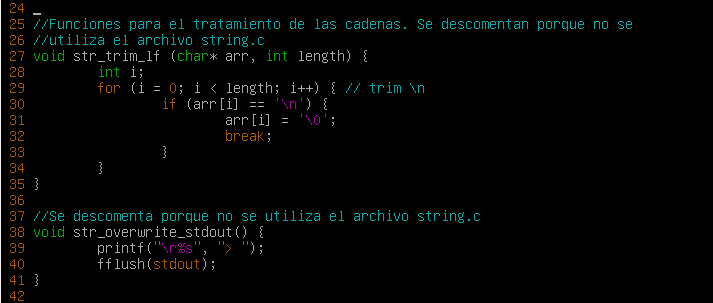 24
25 //Funciones para el tratamiento de las cadenas. Se descomentan porque no se
26 //utiliza el archivo string.c
27 void str_trim_lf (char* arr, int length) {
28         int i;
29         for (i = 0; i < length; i++) { // trim \n
30                 if (arr[i] == '\n') {
31                         arr[i] = '\0';
32                         break;
33                 }
34         }
35 }
36
37 //Se descomenta porque no se utiliza el archivo string.c
38 void str_overwrite_stdout() {
39         printf("\r%s", "> ");
40         fflush(stdout);
41 }
42